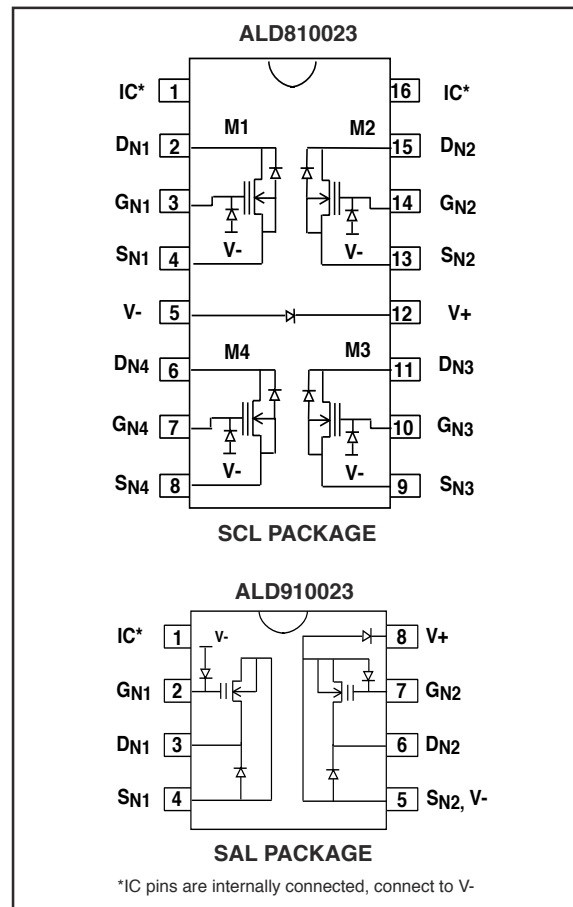 ALD810023
IC* 1 16 IC*
M1 M2
DN1 2 15 DN2
GN1 3 14 GN2
V- V-
SN1 4 13 SN2
V- 5 12 V+
M4 M3
DN4 6 11 DN3
GN4 7 10 GN3
V- V-
SN4 8 9 SN3
SCL PACKAGE
ALD910023
IC* 1 V- 8 V+
GN1 2 7 GN2
DN1 3 6 DN2
SN1 4 5 SN2, V-
SAL PACKAGE
*IC pins are internally connected, connect to V-